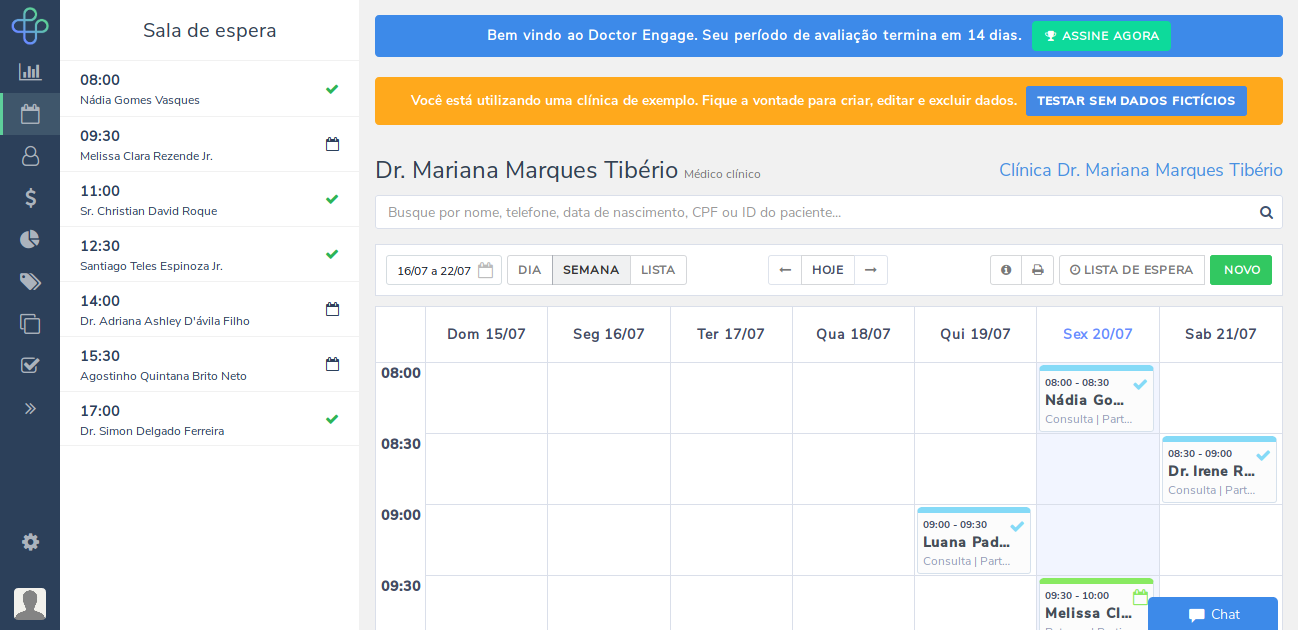 Sala de espera
08:00
Nádia Gomes Vasques
09:30
Melissa Clara Rezende Jr.
11:00
Sr. Christian David Roque
12:30
Santiago Teles Espinoza Jr.
14:00
Dr. Adriana Ashley D'ávila Filho
15:30
Agostinho Quintana Brito Neto
17:00
Dr. Simon Delgado Ferreira
Bem vindo ao Doctor Engage. Seu período de avaliação termina em 14 dias. ASSINE AGORA
Você está utilizando uma clínica de exemplo. Fique a vontade para criar, editar e excluir dados. TESTAR SEM DADOS FICTÍCIOS
Dr. Mariana Marques Tibério Médico clínico Clínica Dr. Mariana Marques Tibério
Busque por nome, telefone, data de nascimento, CPF ou ID do paciente...
16/07 a 22/07 DIA SEMANA LISTA ← HOJE → LISTA DE ESPERA NOVO
Dom 15/07 Seg 16/07 Ter 17/07 Qua 18/07 Qui 19/07 Sex 20/07 Sab 21/07
08:00
08:00 - 08:30
Nádia Go...
Consulta | Part...
08:30
08:30 - 09:00
Dr. Irene R...
Consulta | Part...
09:00
09:00 - 09:30
Luana Pad...
Consulta | Part...
09:30
09:30 - 10:00
Melissa Cl...
Chat